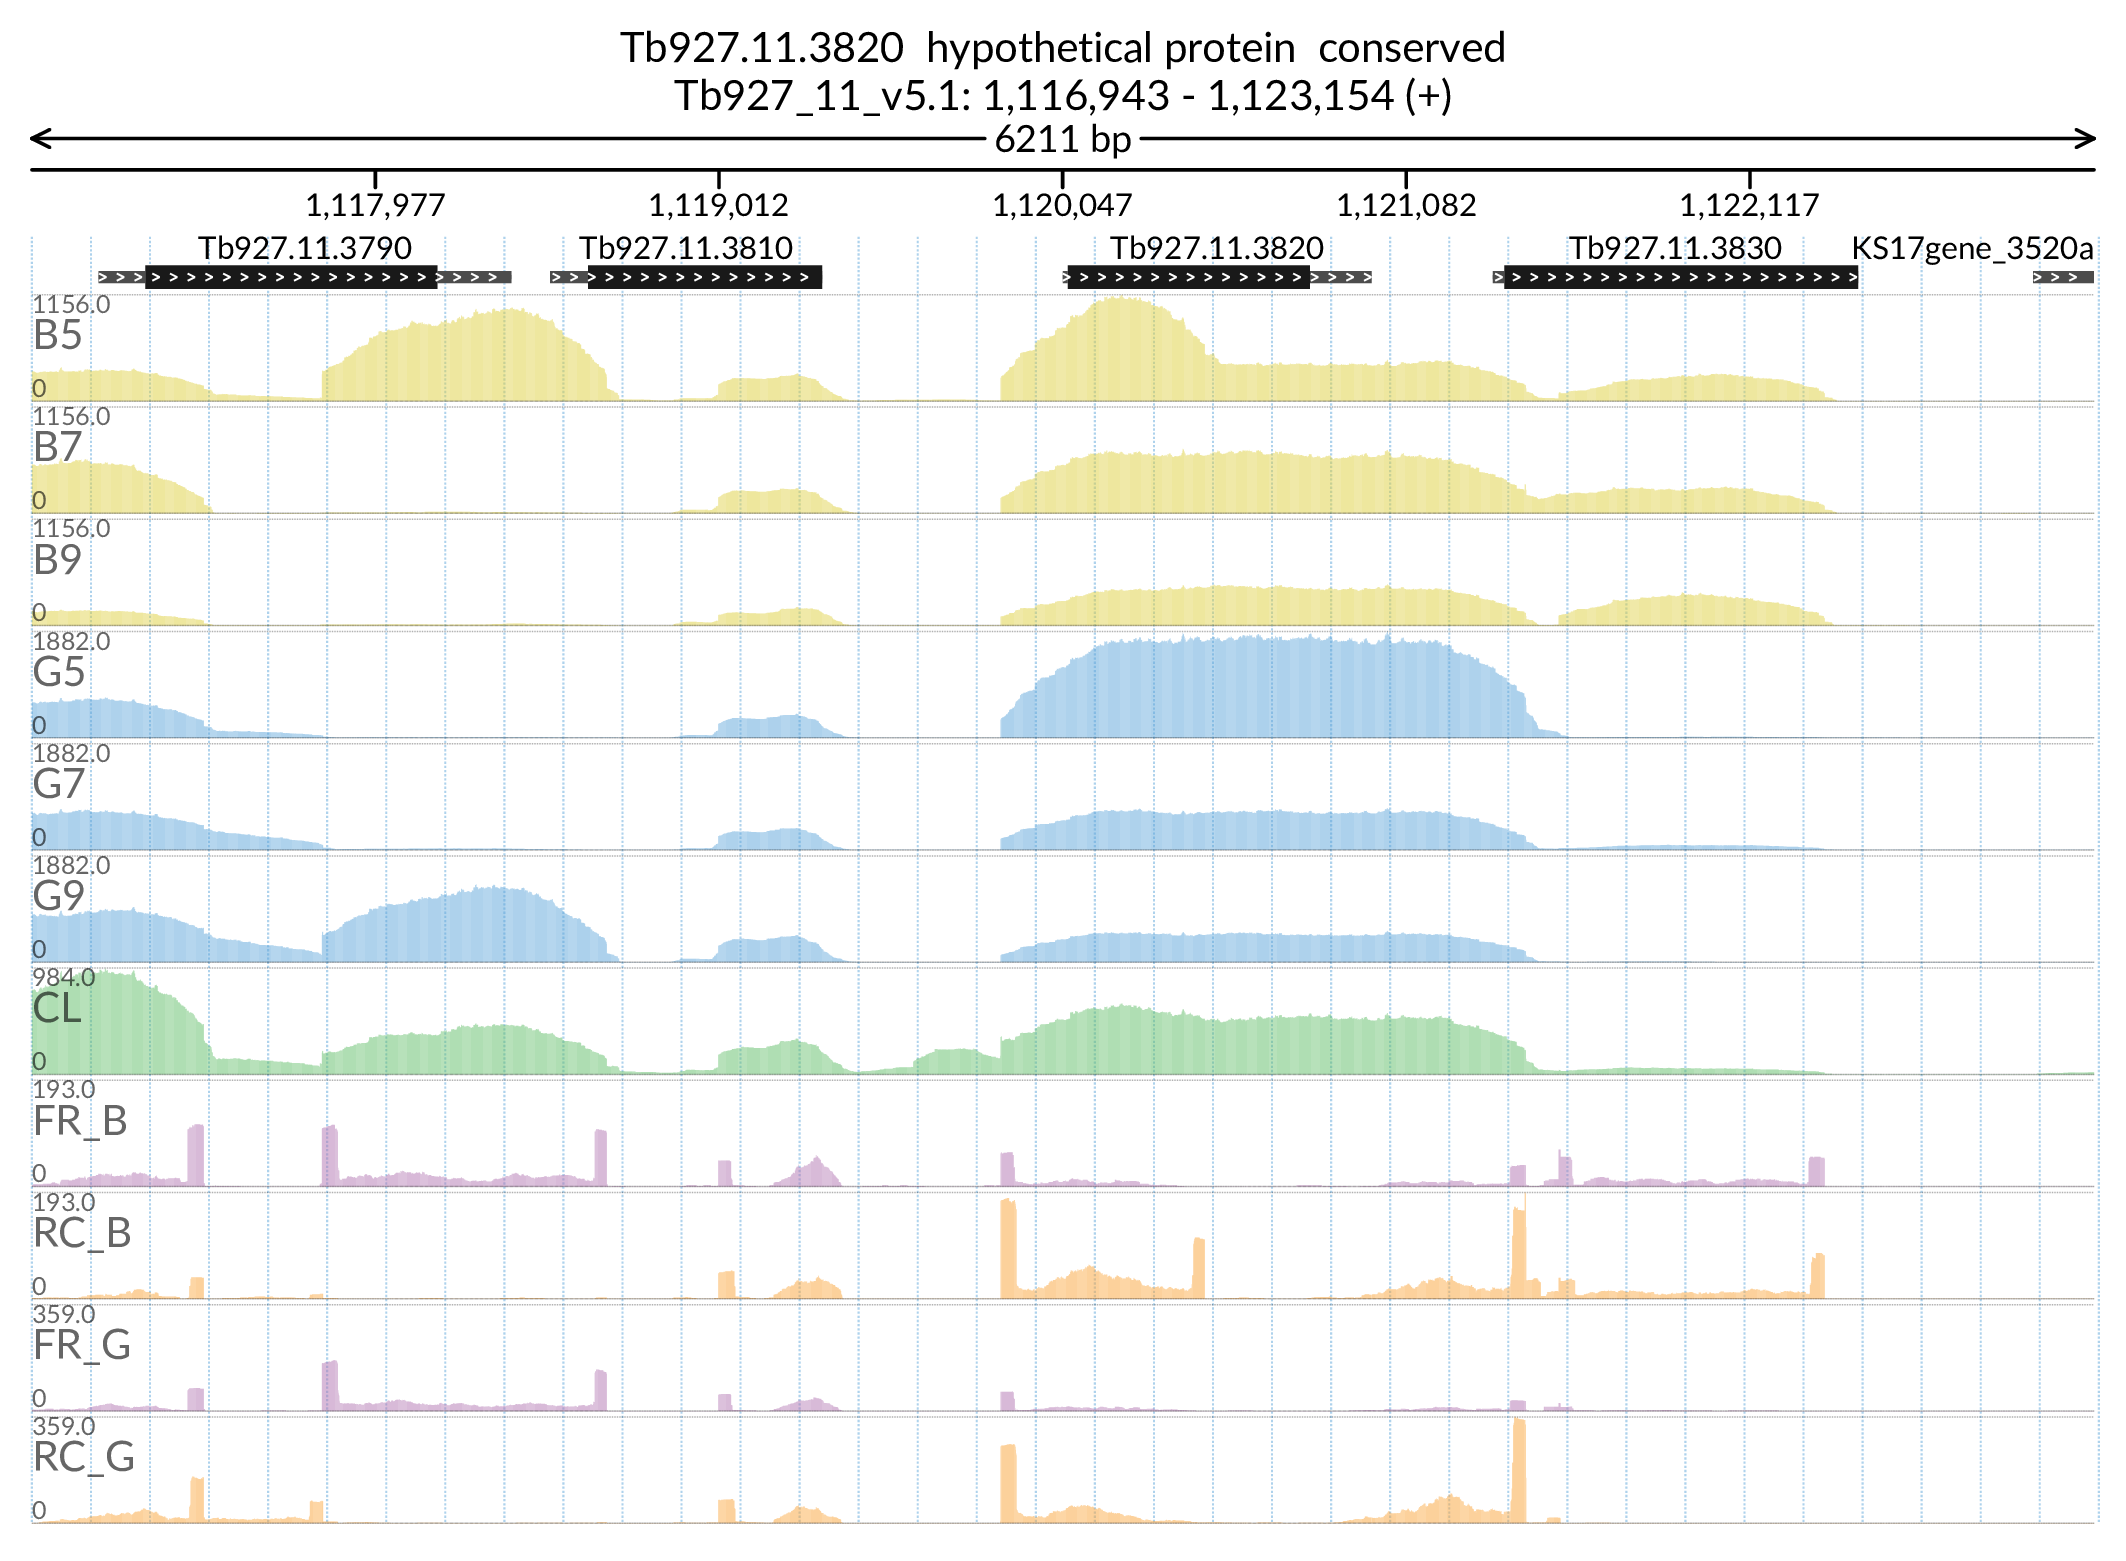 Tb927.11.3820  hypothetical protein  conserved
Tb927_11_v5.1: 1,116,943 - 1,123,154 (+)
6211 bp
1,117,977 1,119,012 1,120,047 1,121,082 1,122,117
Tb927.11.3790 Tb927.11.3810 Tb927.11.3820 Tb927.11.3830 KS17gene_3520a
1156.0
B5
0
1156.0
B7
0
1156.0
B9
0
1882.0
G5
0
1882.0
G7
0
1882.0
G9
0
984.0
CL
0
193.0
FR_B
0
193.0
RC_B
0
359.0
FR_G
0
359.0
RC_G
0